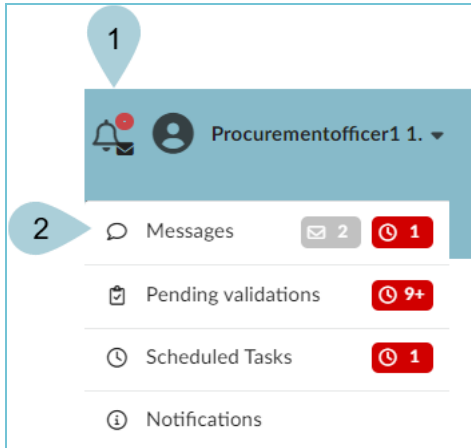 1
Procurementofficer1 1.
2
Messages 2 1
Pending validations 9+
Scheduled Tasks 1
Notifications